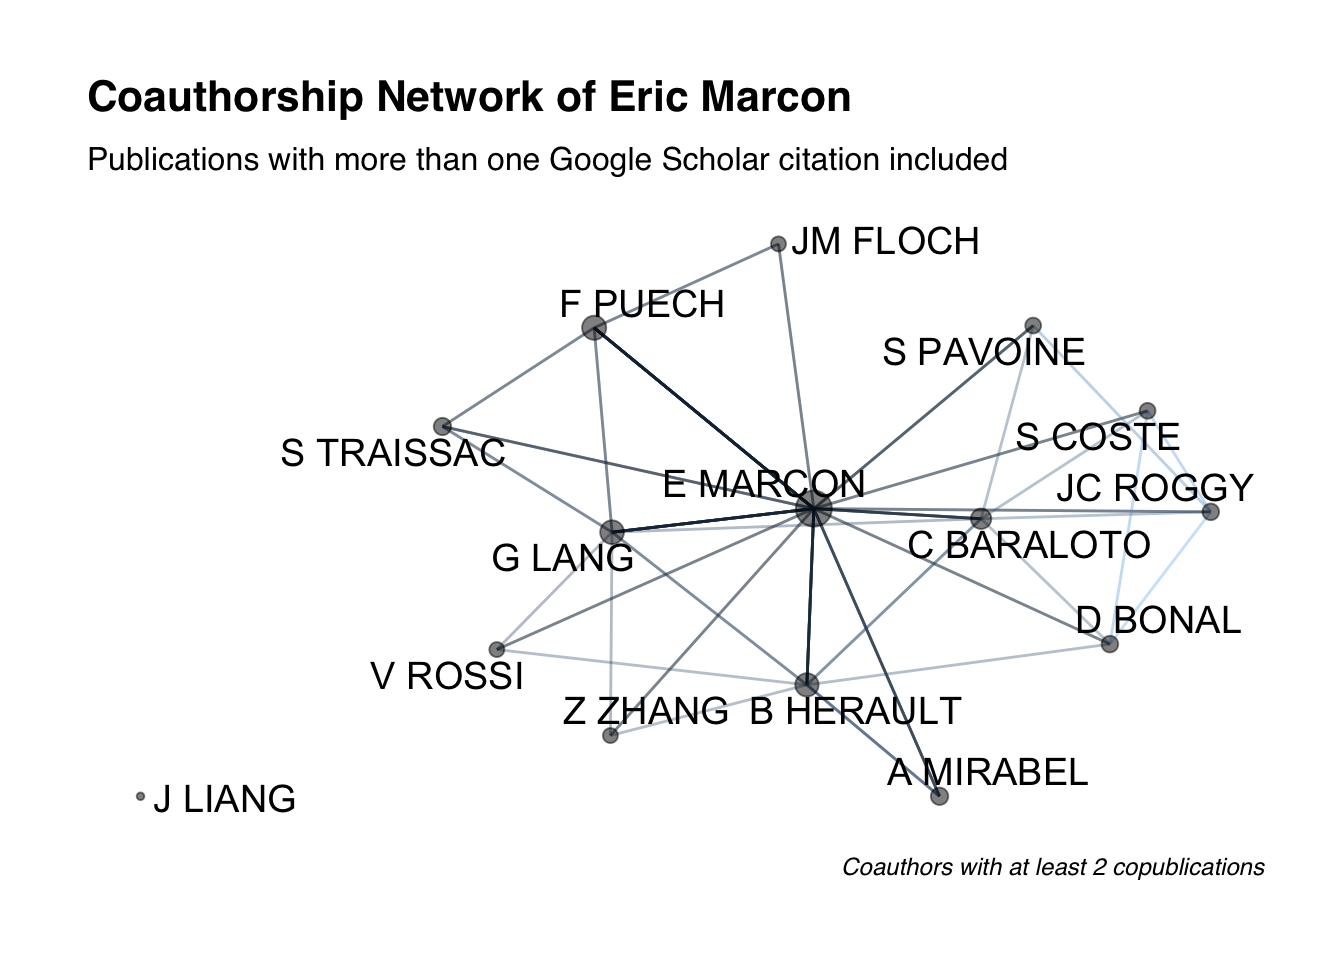 Coauthorship Network of Eric Marcon
Publications with more than one Google Scholar citation included
JM FLOCH
F PUECH
S PAVOINE
S COSTE
S TRAISSAC
E MARCON
JC ROGGY
C BARALOTO
G LANG
D BONAL
V ROSSI
Z ZHANG
B HERAULT
A MIRABEL
J LIANG
Coauthors with at least 2 copublications